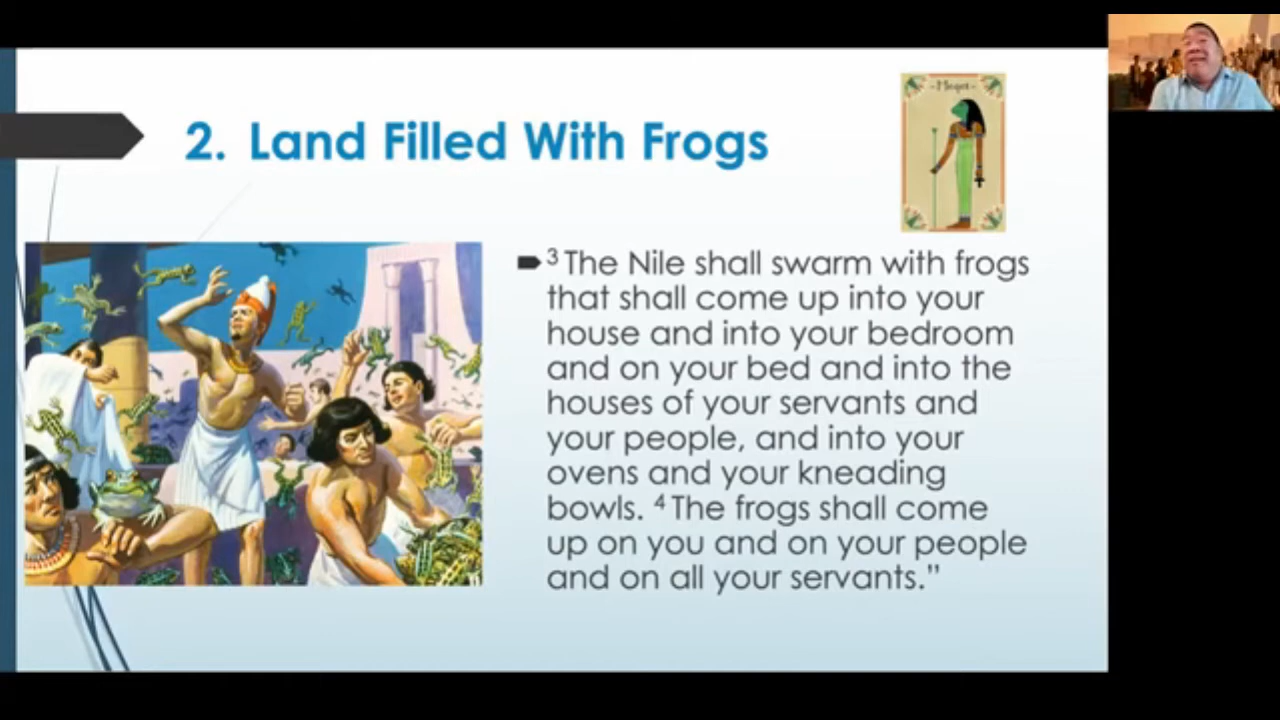 2. Land Filled With Frogs
3 The Nile shall swarm with frogs
that shall come up into your
house and into your bedroom
and on your bed and into the
houses of your servants and
your people, and into your
ovens and your kneading
bowls. 4 The frogs shall come
up on you and on your people
and on all your servants.”